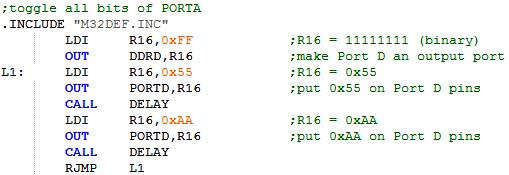 ;toggle all bits of PORTA
.INCLUDE "M32DEF.INC"
LDI R16,0xFF ;R16 = 11111111 (binary)
OUT DDRD,R16 ;make Port D an output port
L1: LDI R16,0x55 ;R16 = 0x55
OUT PORTD,R16 ;put 0x55 on Port D pins
CALL DELAY
LDI R16,0xAA ;R16 = 0xAA
OUT PORTD,R16 ;put 0xAA on Port D pins
CALL DELAY
RJMP L1